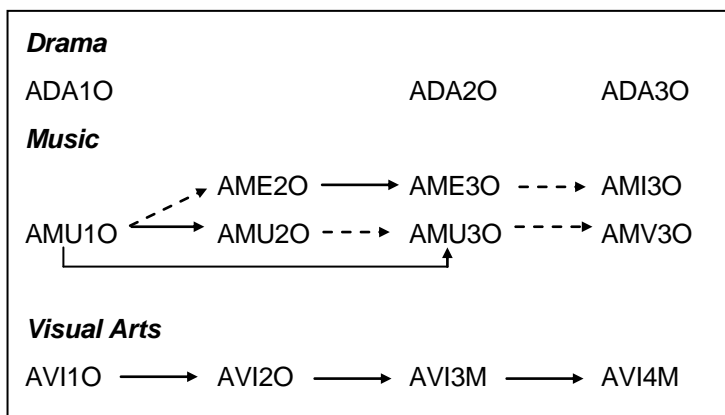 Drama
ADA1O ADA2O ADA3O
Music
AME2O AME3O AMI3O
AMU1O AMU2O AMU3O AMV3O
Visual Arts
AVI1O AVI2O AVI3M AVI4M